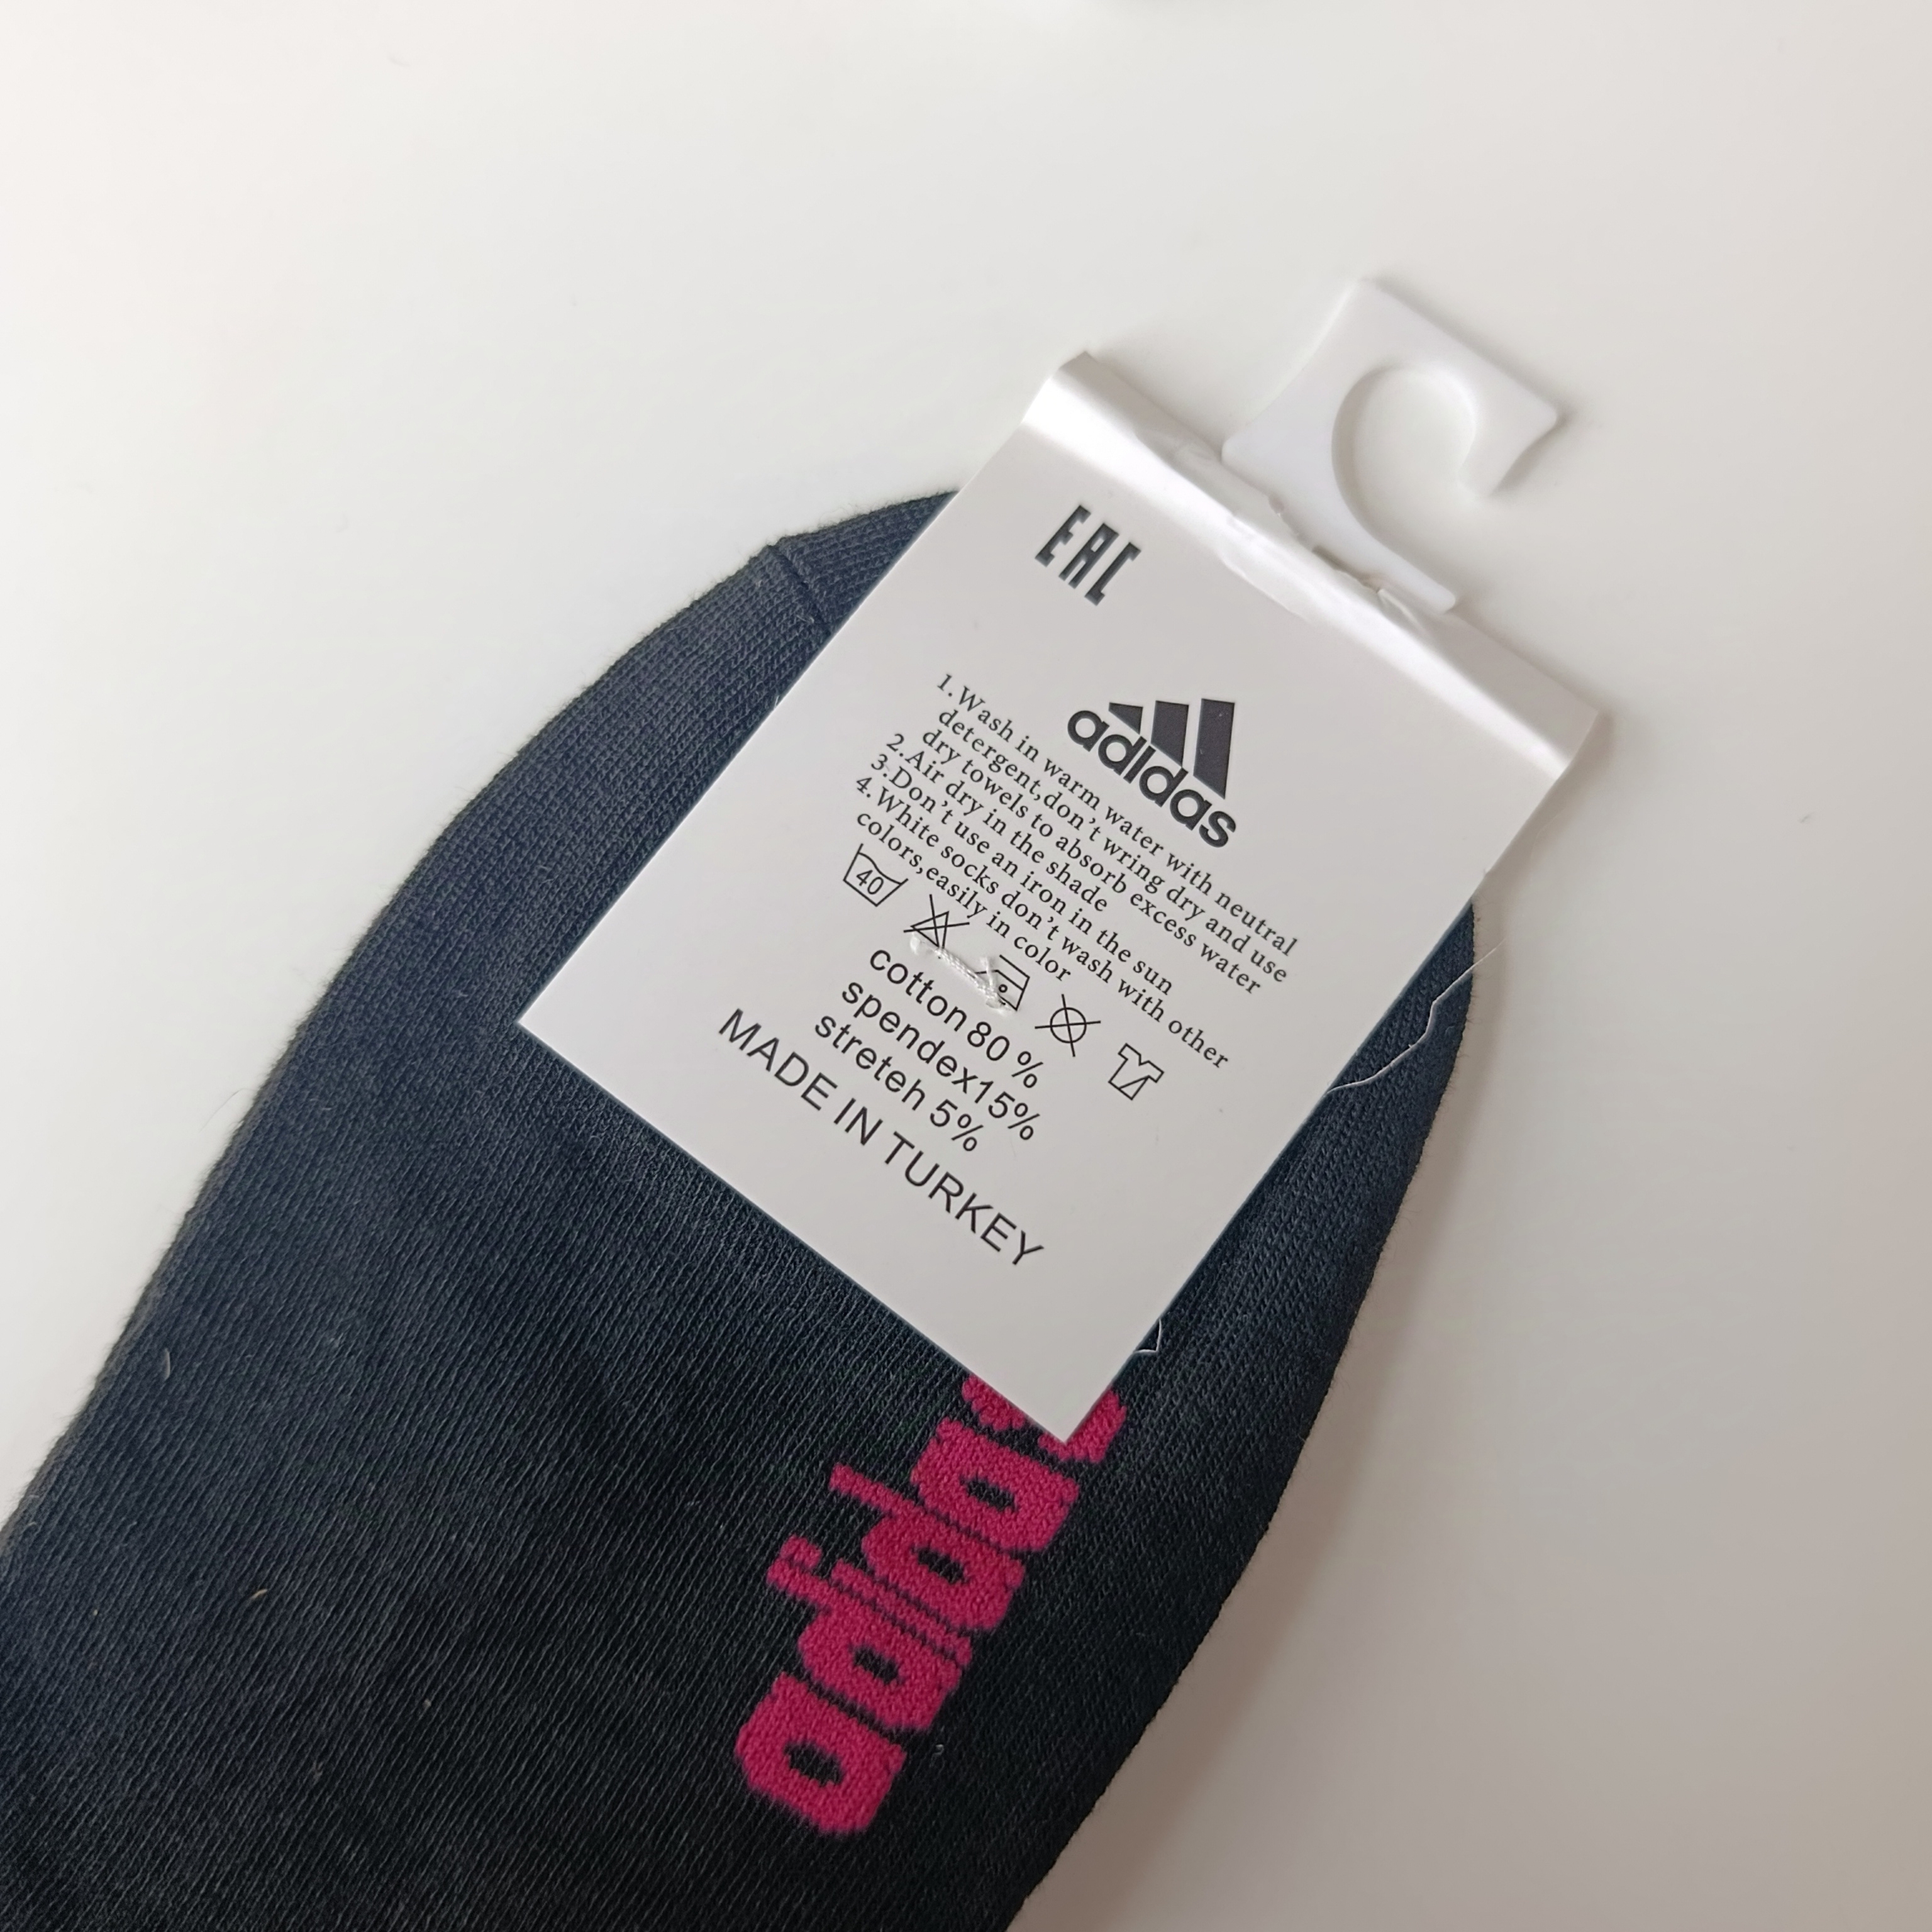 EAC
adidas
1.Wash in warm water with neutral
detergent,don't wring dry and use
dry towels to absorb excess water
2.Air dry in the shade
3.Don't use an iron in the sun
4.White socks don't wash with other
colors,easily in color
40
cotton 80 %
spendex15%
streteh 5%
MADE IN TURKEY
adidas